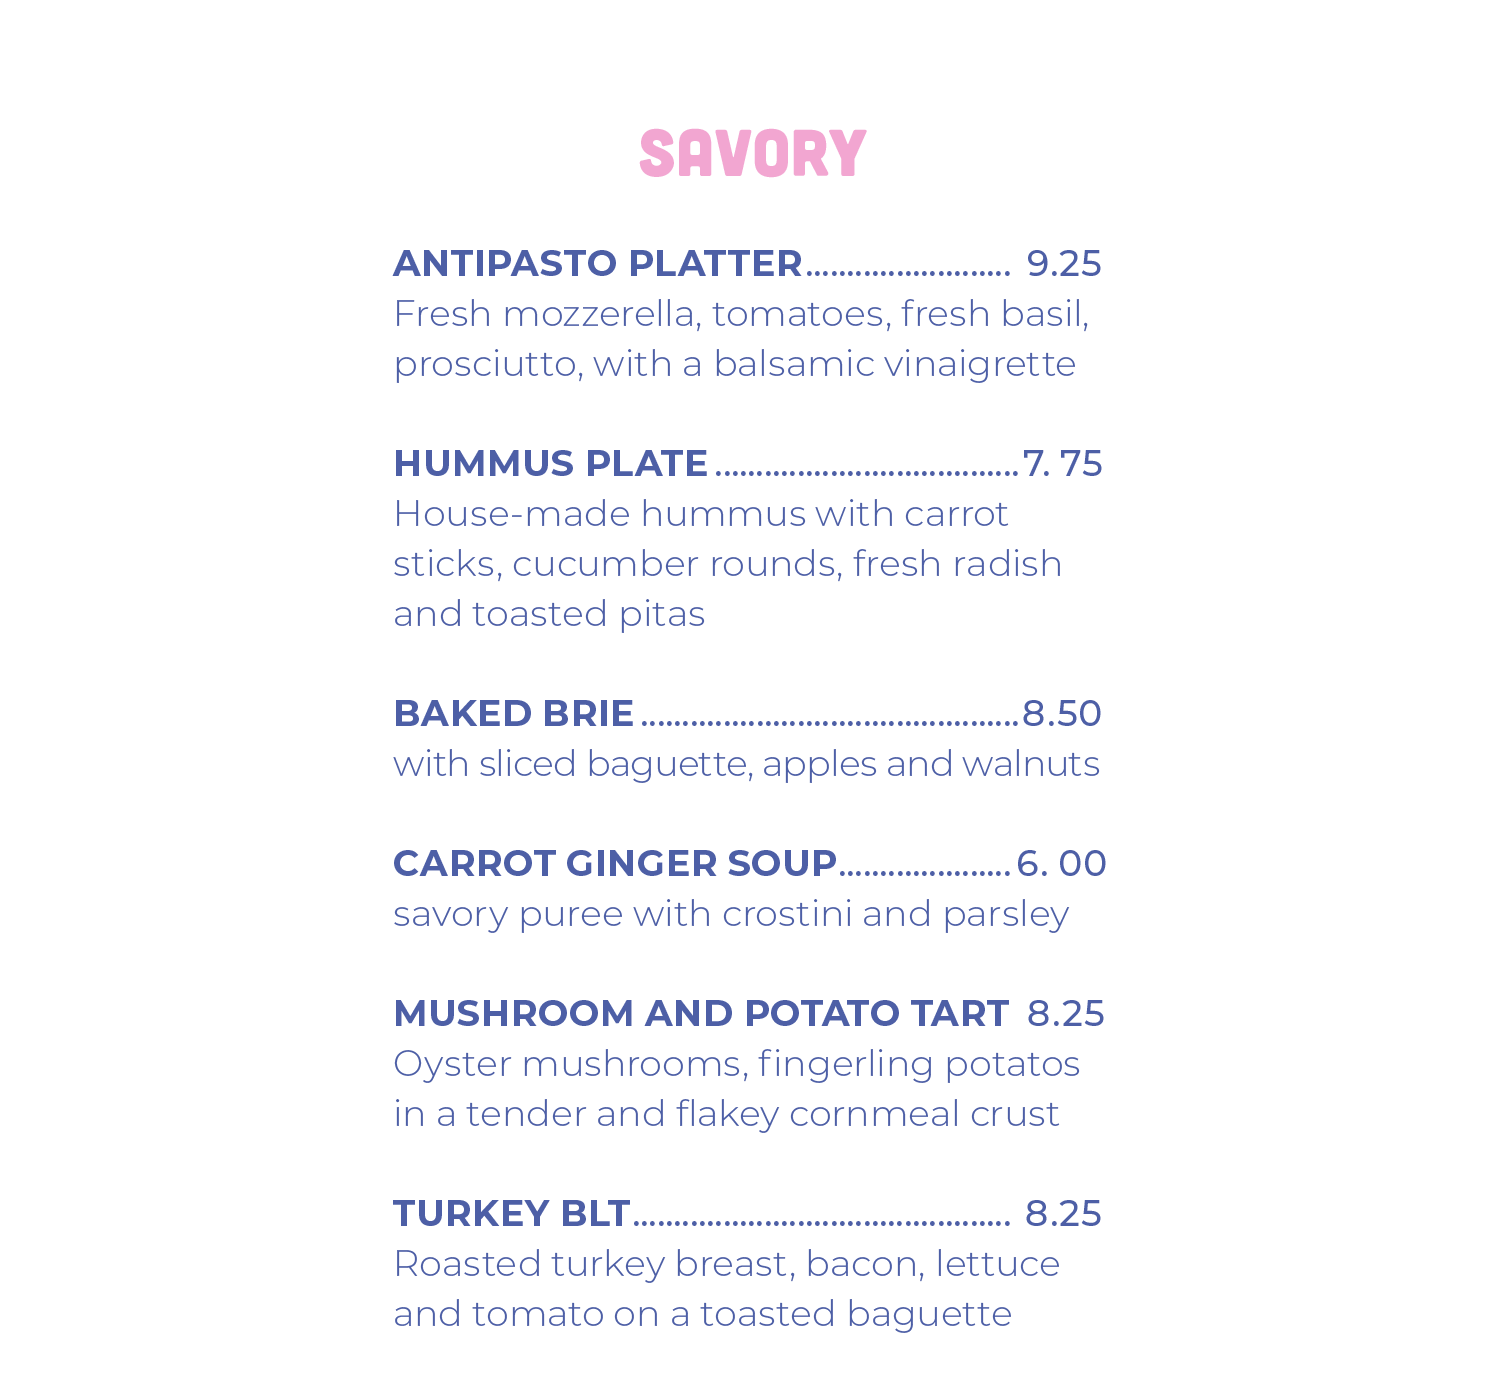 SAVORY
ANTIPASTO PLATTER......................... 9.25
Fresh mozzerella, tomatoes, fresh basil,
prosciutto, with a balsamic vinaigrette
HUMMUS PLATE .....................................7. 75
House-made hummus with carrot
sticks, cucumber rounds, fresh radish
and toasted pitas
BAKED BRIE ..............................................8.50
with sliced baguette, apples and walnuts
CARROT GINGER SOUP.....................6. 00
savory puree with crostini and parsley
MUSHROOM AND POTATO TART 8.25
Oyster mushrooms, fingerling potatos
in a tender and flakey cornmeal crust
TURKEY BLT.............................................. 8.25
Roasted turkey breast, bacon, lettuce
and tomato on a toasted baguette